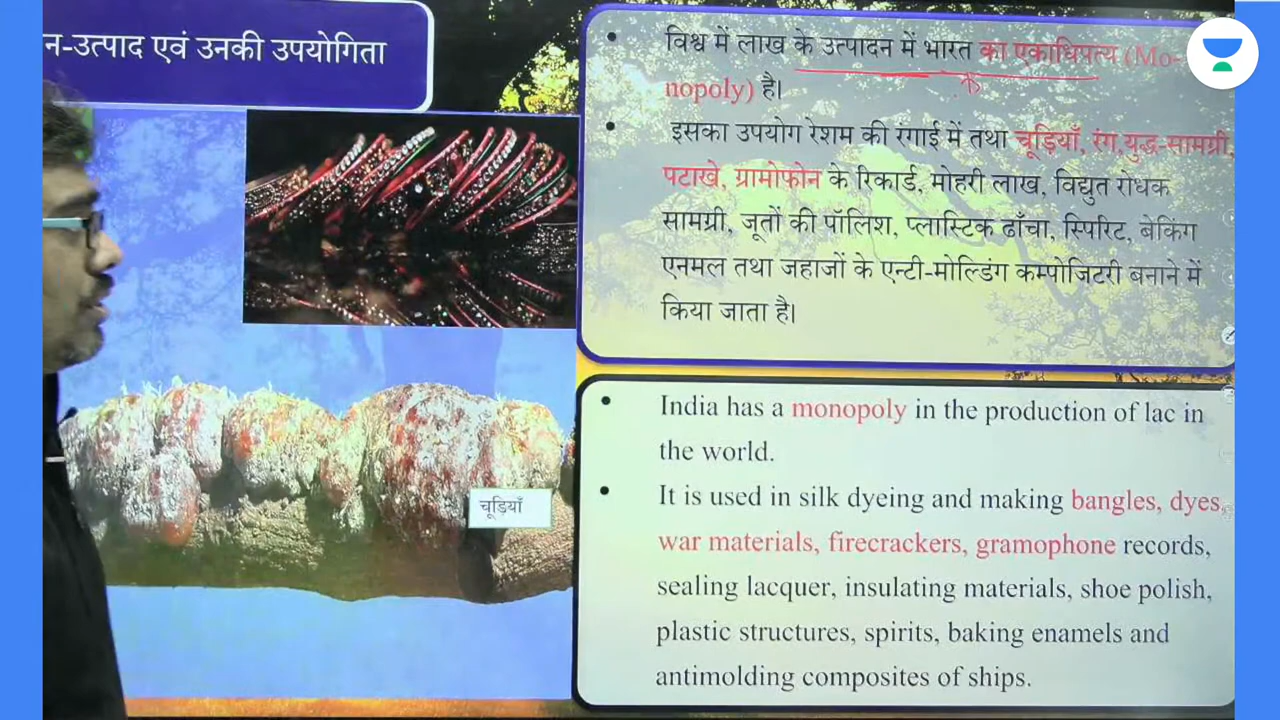 न-उत्पाद एवं उनकी उपयोगिता
विश्व में लाख के उत्पादन में भारत का एकाधिपत्य (Mo-
nopoly) है।
इसका उपयोग रेशम की रंगाई में तथा चूड़ियाँ, रंग,युद्ध-सामग्री,
पटाखे, ग्रामोफोन के रिकार्ड, मोहरी लाख, विद्युत रोधक
सामग्री, जूतों की पॉलिश, प्लास्टिक ढाँचा, स्पिरिट, बेकिंग
एनमल तथा जहाजों के एन्टी-मोल्डिंग कम्पोजिटरी बनाने में
किया जाता है।
चूड़ियाँ
India has a monopoly in the production of lac in
the world.
It is used in silk dyeing and making bangles, dyes,
war materials, firecrackers, gramophone records,
sealing lacquer, insulating materials, shoe polish,
plastic structures, spirits, baking enamels and
antimolding composites of ships.